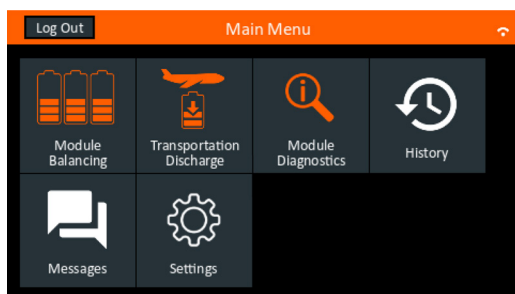 Log Out
Main Menu
Module
Balancing
Transportation
Discharge
Module
Diagnostics
History
Messages
Settings